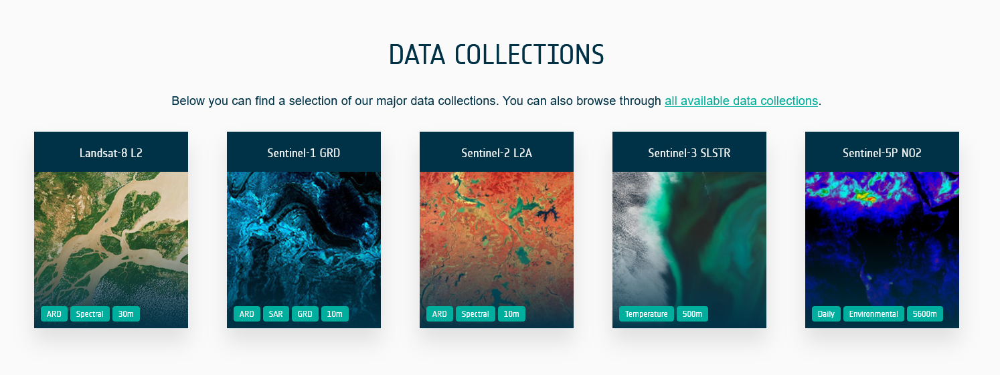 DATA COLLECTIONS
Below you can find a selection of our major data collections. You can also browse through all available data collections.
Landsat-8 L2
ARD Spectral 30m
Sentinel-1 GRD
ARD SAR GRD 10m
Sentinel-2 L2A
ARD Spectral 10m
Sentinel-3 SLSTR
Temperature 500m
Sentinel-5P NO2
Daily Environmental 5600m